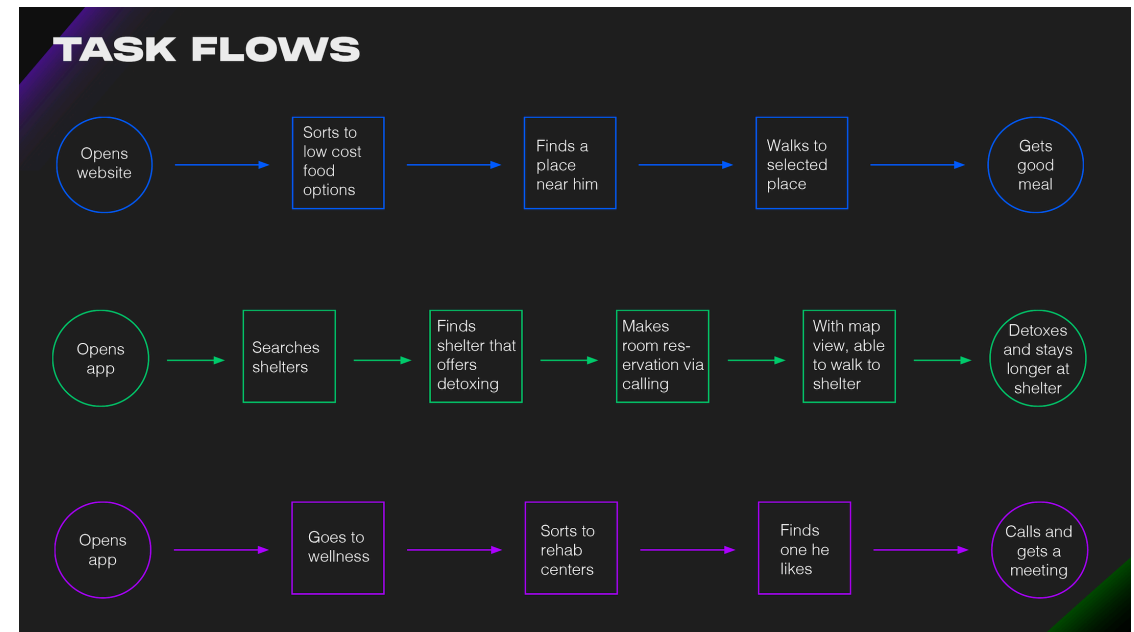 TASK FLOWS
Opens
website
Sorts to
low cost
food
options
Finds a
place
near him
Walks to
selected
place
Gets
good
meal
Opens
app
Searches
shelters
Finds
shelter that
offers
detoxing
Makes
room res-
ervation via
calling
With map
view, able
to walk to
shelter
Detoxes
and stays
longer at
shelter
Opens
app
Goes to
wellness
Sorts to
rehab
centers
Finds
one he
likes
Calls and
gets a
meeting